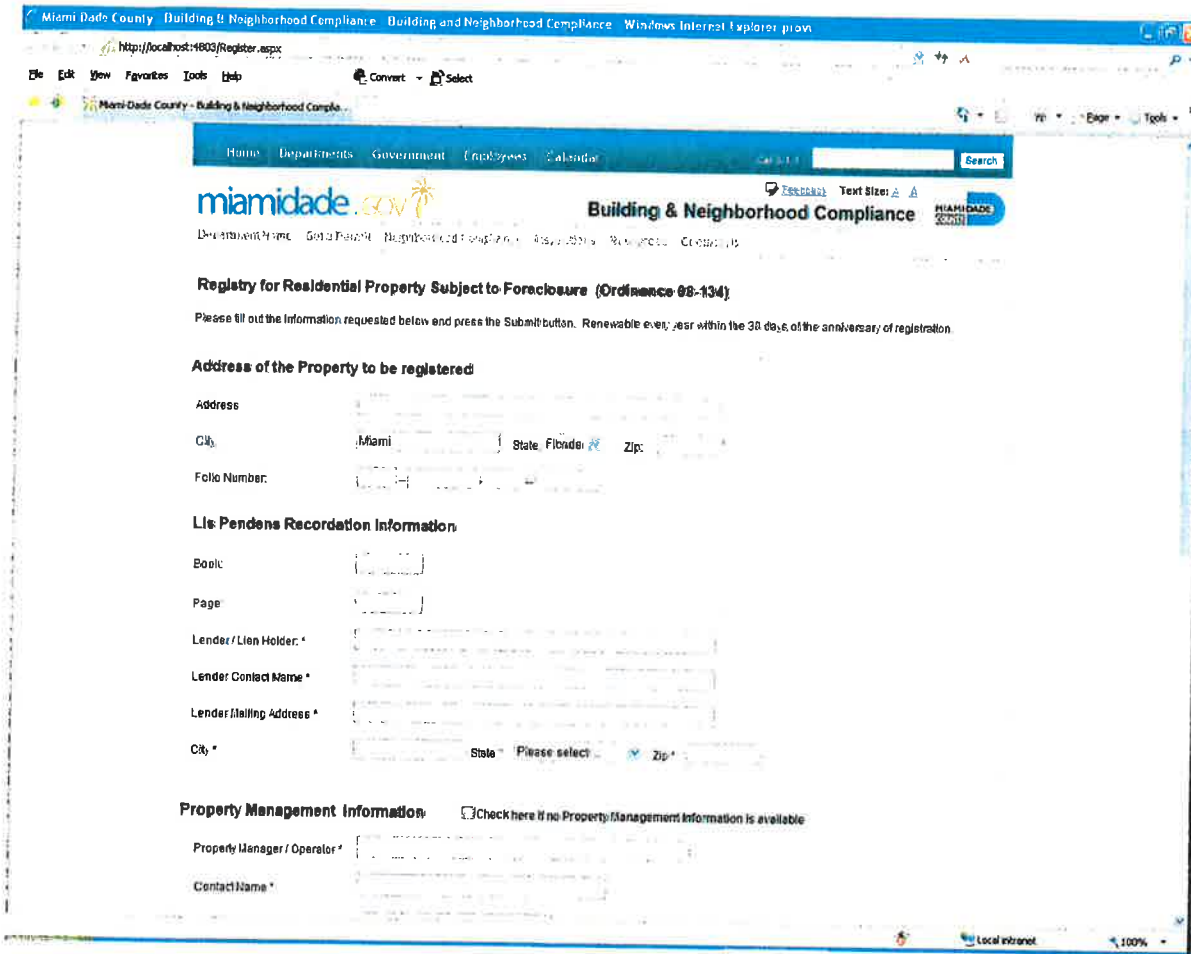 Miami Dade County Building & Neighborhood Compliance Building and Neighborhood Compliance Windows Internet Explorer provi
http://localhost:4803/Register.aspx
File Edit View Favorites Tools Help Convert Select
Miami-Dade County - Building & Neighborhood Complia...
Page Tools
Home Departments Government Employees Calendar
Search
miamidade.gov
Feedback Text Size: A A
Building & Neighborhood Compliance
MIAMI-DADE COUNTY
Registry for Residential Property Subject to Foreclosure (Ordinance 08-134)
Please fill out the information requested below and press the Submit button. Renewable every year within the 30 days of the anniversary of registration.
Address of the Property to be registered
Address
City Miami State Florida Zip:
Folio Number:
Lis Pendens Recordation Information
Book:
Page:
Lender / Lien Holder: *
Lender Contact Name *
Lender Mailing Address *
City * State * Please select... Zip *
Property Management Information Check here if no Property Management Information is available
Property Manager / Operator *
Contact Name *
Local intranet 100%